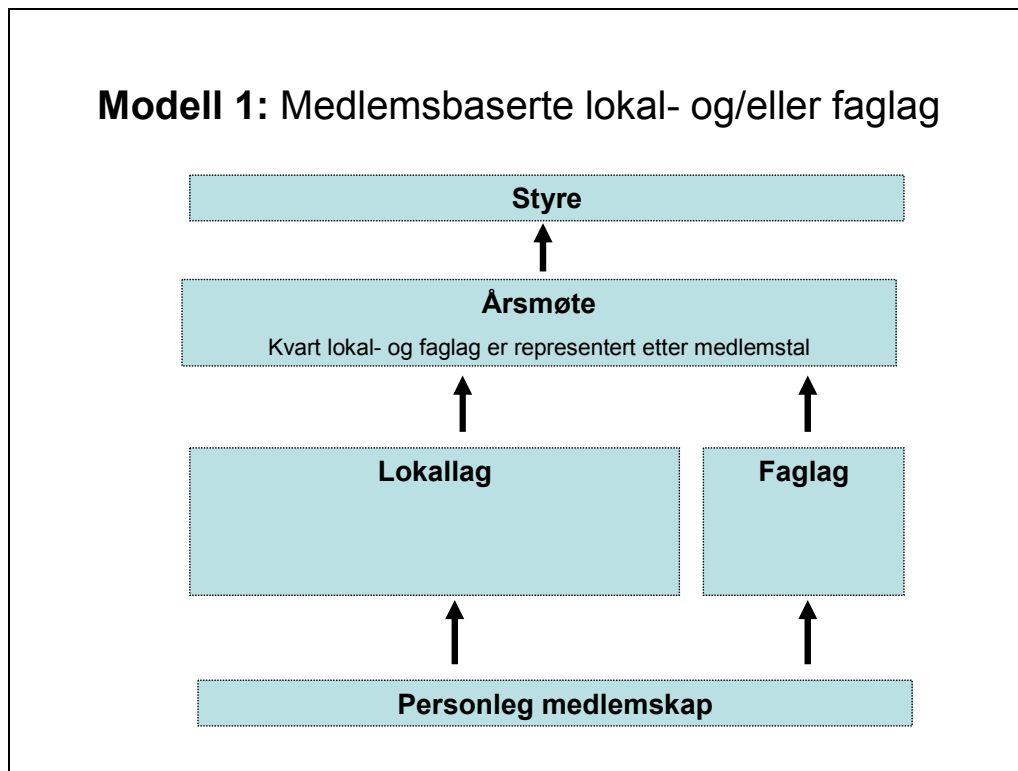 Modell 1: Medlemsbaserte lokal- og/eller faglag
Styre
Årsmøte
Kvart lokal- og faglag er representert etter medlemstal
Lokallag
Faglag
Personleg medlemskap